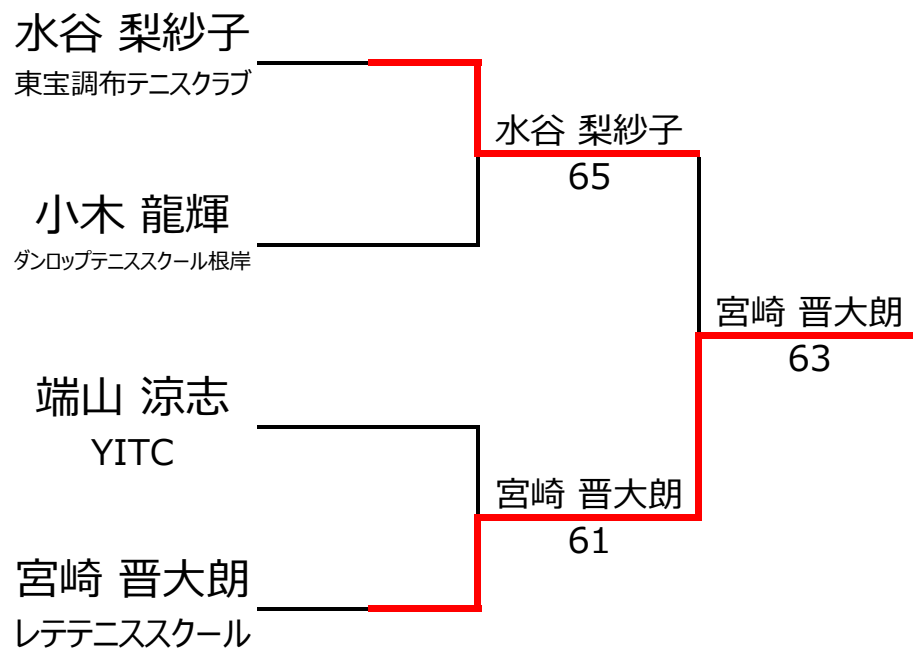 水谷 梨紗子
東宝調布テニスクラブ
水谷 梨紗子
65
小木 龍輝
ダンロップテニススクール根岸
宮崎 晋大朗
63
端山 涼志
YITC
宮崎 晋大朗
61
宮崎 晋大朗
レテテニススクール